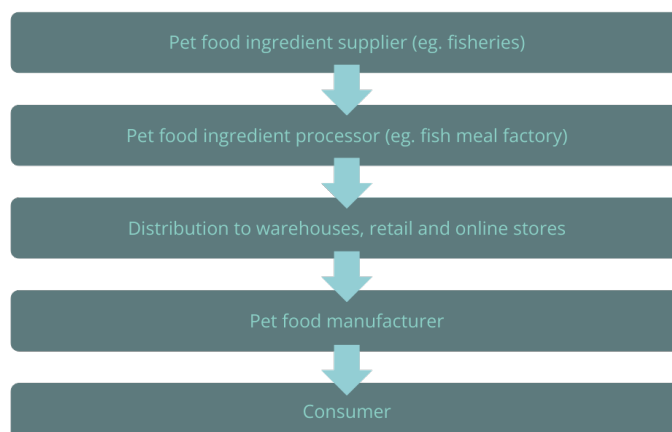 Pet food ingredient supplier (eg. fisheries)
Pet food ingredient processor (eg. fish meal factory)
Distribution to warehouses, retail and online stores
Pet food manufacturer
Consumer